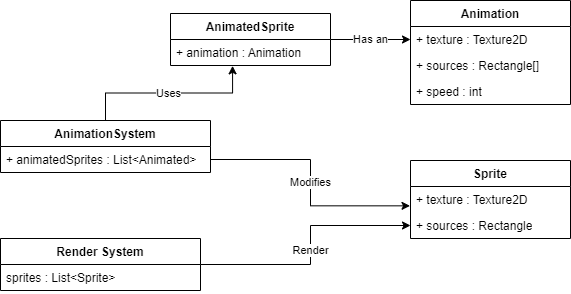 AnimatedSprite
+ animation : Animation
Has an
Animation
+ texture : Texture2D
+ sources : Rectangle[]
+ speed : int
Uses
AnimationSystem
+ animatedSprites : List<Animated>
Modifies
Sprite
+ texture : Texture2D
+ sources : Rectangle
Render System
sprites : List<Sprite>
Render